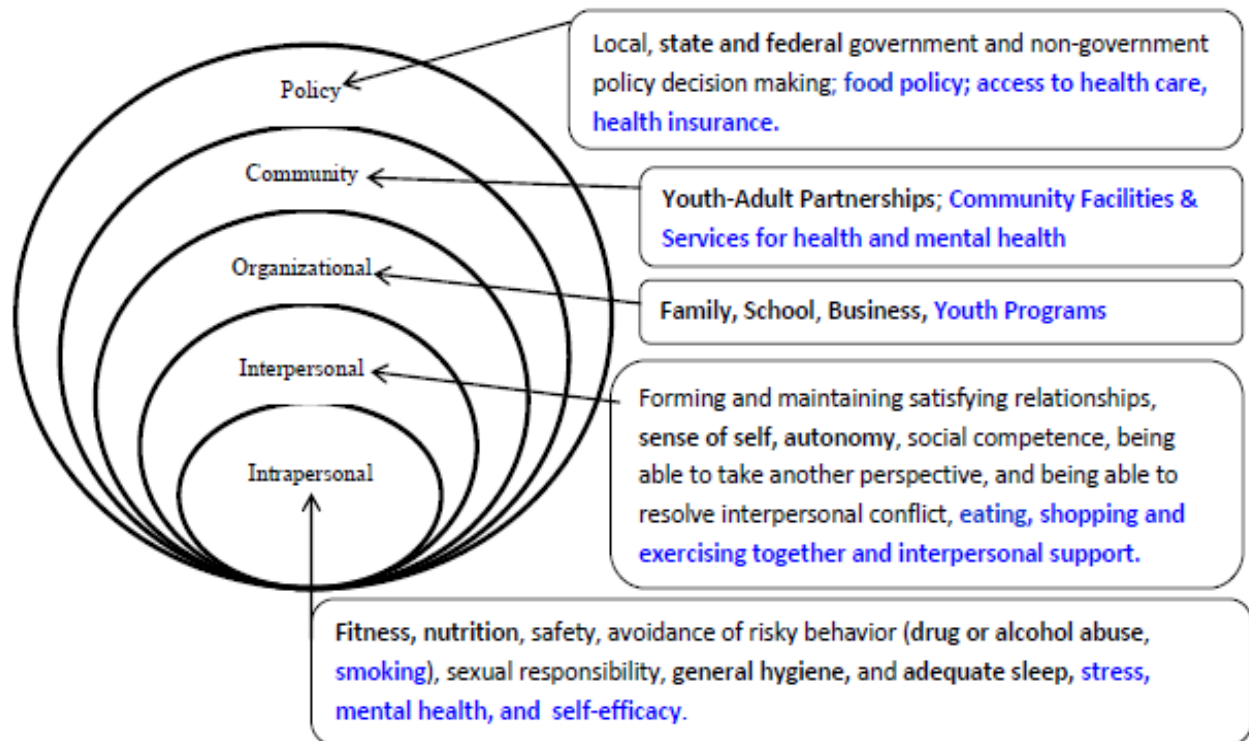 Local, state and federal government and non-government
policy decision making; food policy; access to health care,
health insurance.
Policy
Community
Youth-Adult Partnerships; Community Facilities &
Services for health and mental health
Organizational
Family, School, Business, Youth Programs
Interpersonal
Forming and maintaining satisfying relationships,
sense of self, autonomy, social competence, being
able to take another perspective, and being able to
resolve interpersonal conflict, eating, shopping and
exercising together and interpersonal support.
Intrapersonal
Fitness, nutrition, safety, avoidance of risky behavior (drug or alcohol abuse,
smoking), sexual responsibility, general hygiene, and adequate sleep, stress,
mental health, and self-efficacy.